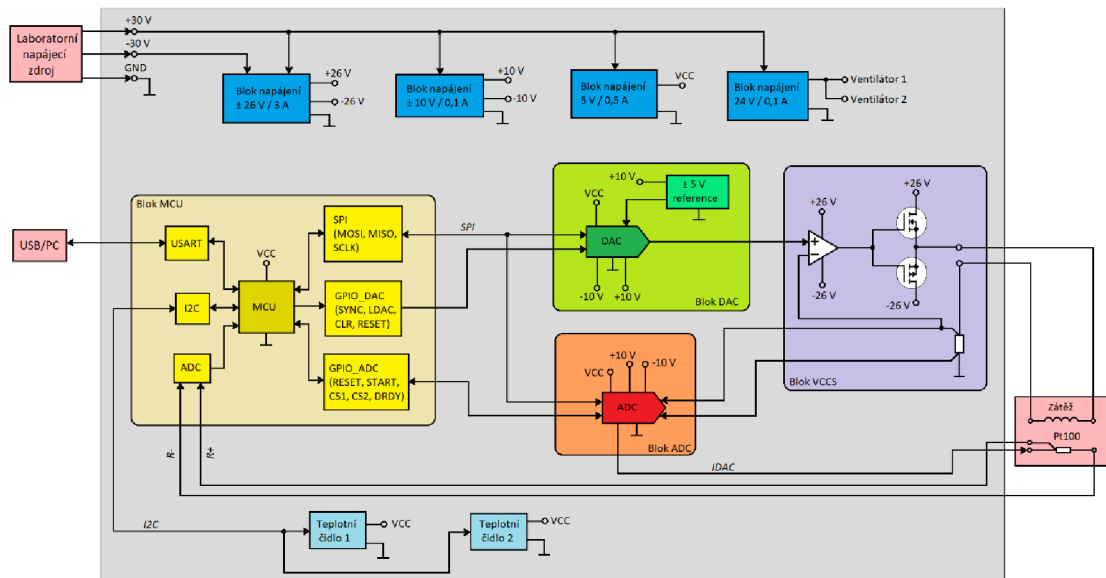 +30 V
-30 V
GND
Laboratorní
napájecí
zdroj
Blok napájení
± 26 V / 3 A
+26 V
-26 V
Blok napájení
± 10 V / 0,1 A
+10 V
-10 V
Blok napájení
5 V / 0,5 A
VCC
Blok napájení
24 V / 0,1 A
Ventilátor 1
Ventilátor 2
Blok MCU
USB/PC
USART
I2C
ADC
VCC
MCU
SPI
(MOSI, MISO,
SCLK)
GPIO_DAC
(SYNC, LDAC,
CLR, RESET)
GPIO_ADC
(RESET, START,
CS1, CS2, DRDY)
SPI
+10 V
± 5 V
reference
VCC
DAC
-10 V
+10 V
Blok DAC
+10 V
-10 V
VCC
ADC
Blok ADC
+26 V
+26 V
-26 V
-26 V
Blok VCCS
Zátěž
Pt100
IDAC
R-
R+
I2C
Teplotní
čidlo 1
VCC
Teplotní
čidlo 2
VCC